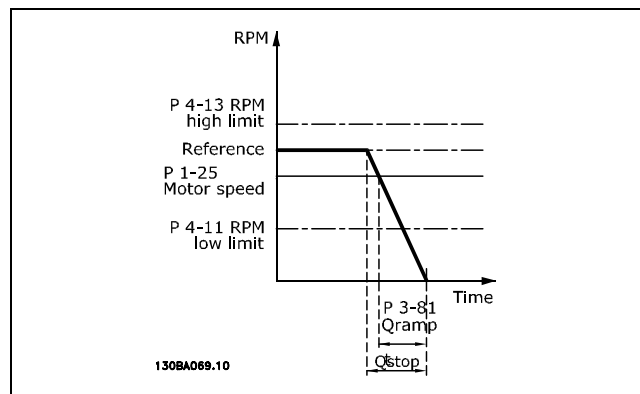 RPM
P 4-13 RPM
high limit
Reference
P 1-25
Motor speed
P 4-11 RPM
low limit
Time
P 3-81
Qramp
Qstop
130BA069.10